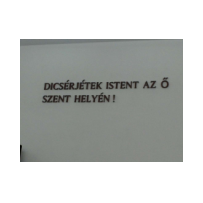 DICSÉRJÉTEK ISTENT AZ Ő
SZENT HELYÉN!